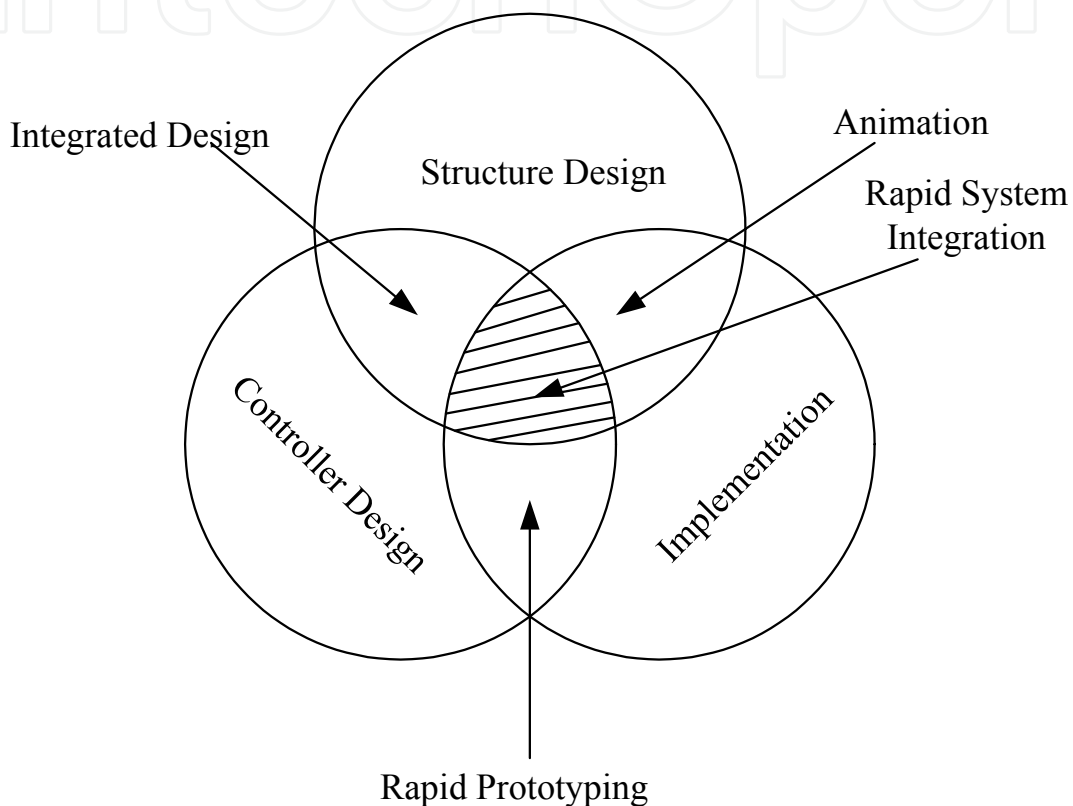 Integrated Design
Structure Design
Animation
Rapid System
Integration
Controller Design
Implementation
Rapid Prototyping